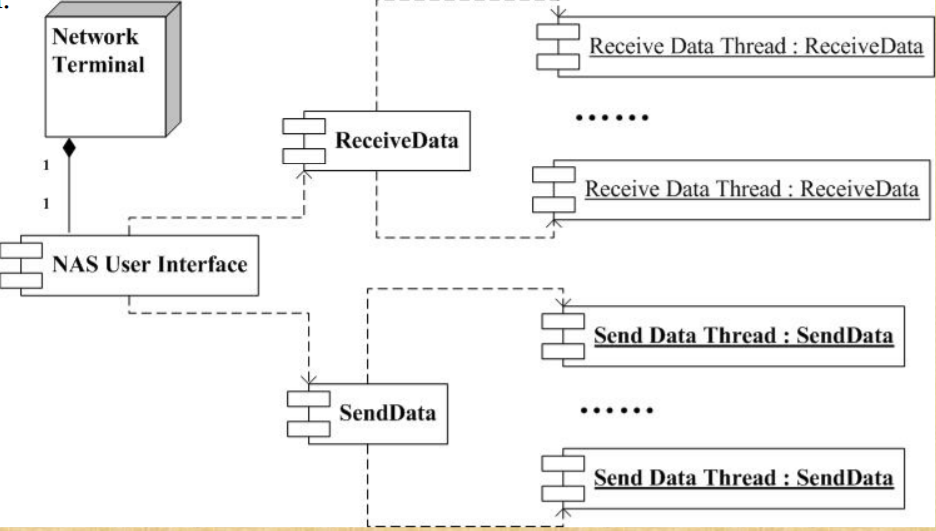 Network
Terminal
Receive Data Thread : ReceiveData
......
ReceiveData
1
Receive Data Thread : ReceiveData
1
NAS User Interface
Send Data Thread : SendData
SendData
......
Send Data Thread : SendData